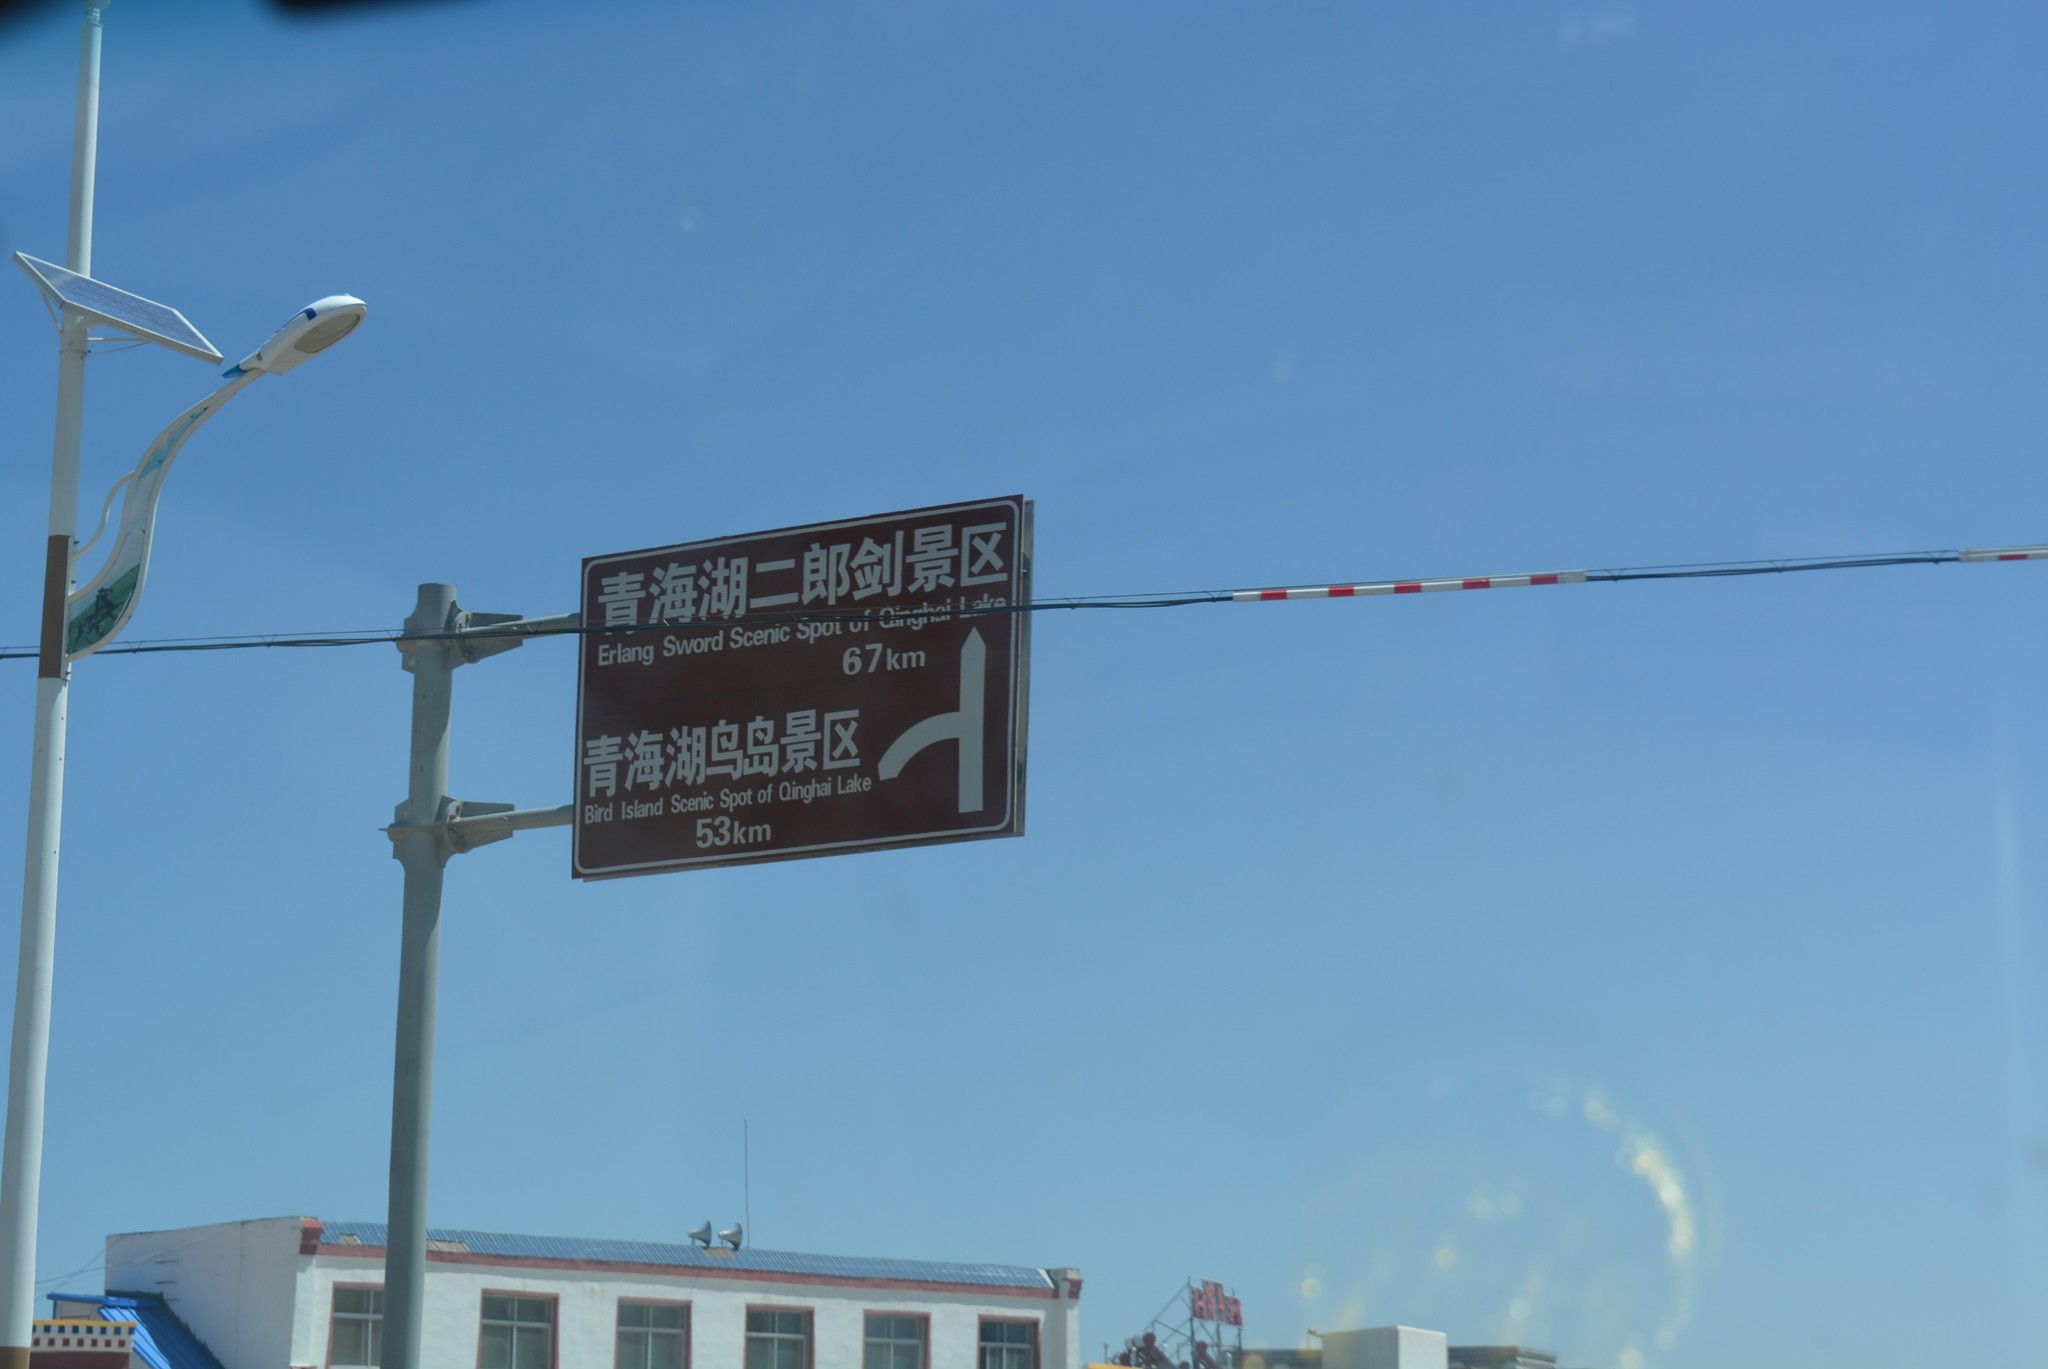 青海湖二郎剑景区
Erlang Sword Scenic Spot of Qinghai Lake
67km
青海湖鸟岛景区
Bird Island Scenic Spot of Qinghai Lake
53km